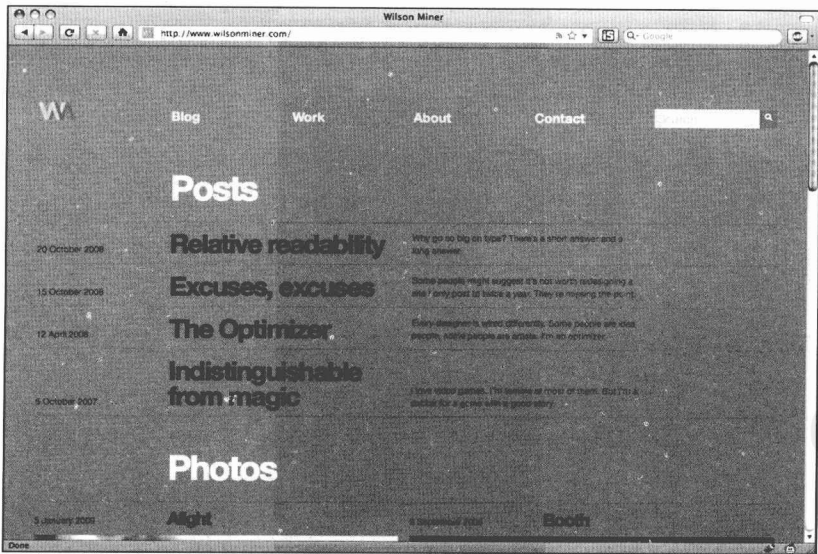 Wilson Miner
http://www.wilsonminer.com/
Google
Blog Work About Contact Search
Posts
20 October 2008 Relative readability Why go so big on type? There's a short answer and a
long answer.
15 October 2008 Excuses, excuses Some people might suggest it's not worth redesigning a
site I only post to twice a year. They're missing the point.
12 April 2008 The Optimizer Every designer is wired differently. Some people are idea
people, some people are artists. I'm an optimizer.
Indistinguishable
5 October 2007 from magic I love video games. I'm terrible at most of them. But I'm a
sucker for a game with a good story.
Photos
5 January 2009 Alight 6 September 2008 Booth
Done